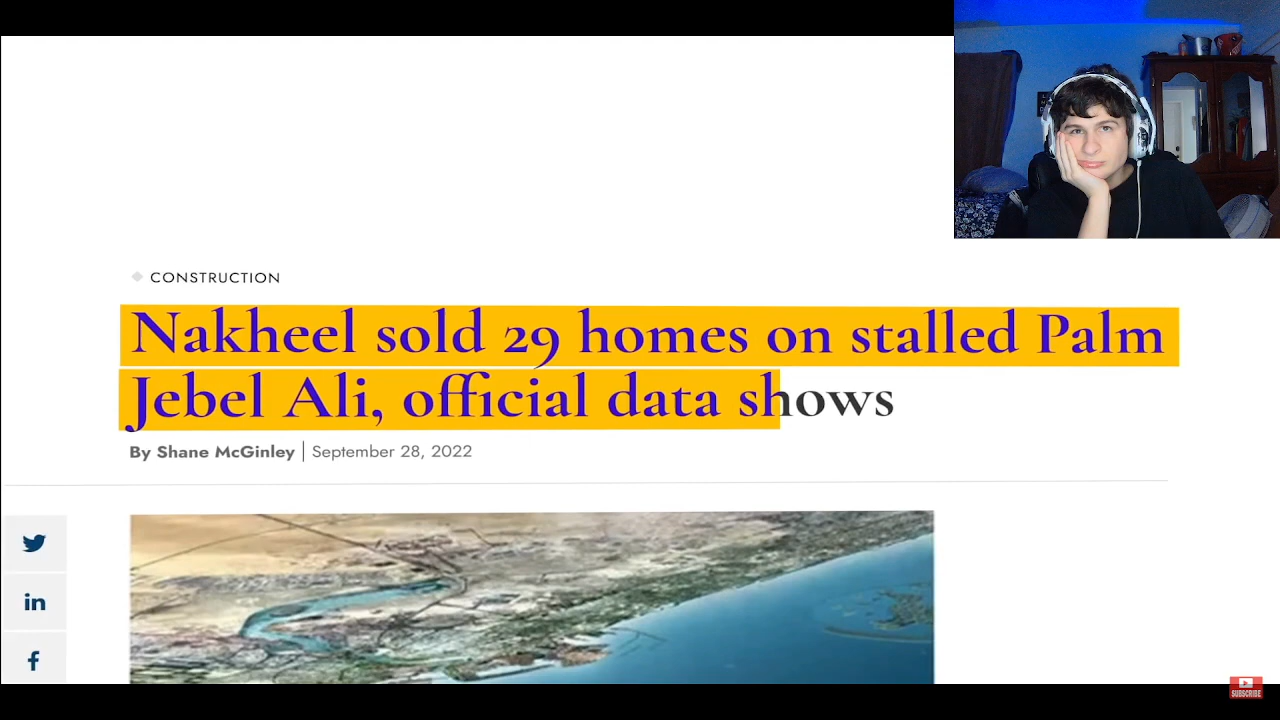 CONSTRUCTION
Nakheel sold 29 homes on stalled Palm
Jebel Ali, official data shows
By Shane McGinley | September 28, 2022
in
f
SUBSCRIBE